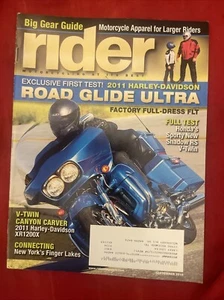 Big Gear Guide
Motorcycle Apparel for Larger Riders
rider
EXCLUSIVE FIRST TEST! 2011 HARLEY-DAVIDSON
ROAD GLIDE ULTRA
FACTORY FULL-DRESS FLT
FULL TEST
Honda's
Sporty New
Shadow RS
V-Twin
V-TWIN
CANYON CARVER
2011 Harley-Davidson
XR1200X
CONNECTING
New York's Finger Lakes